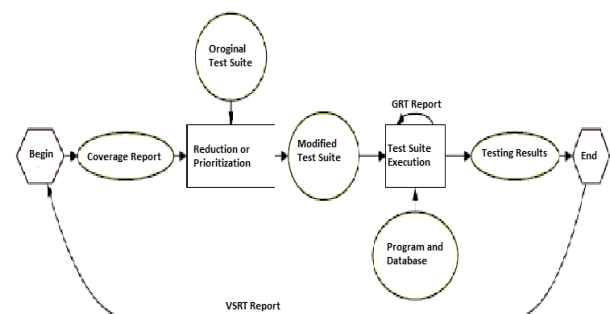 Oroginal
Test Suite
GRT Report
Begin
Coverage Report
Reduction or
Prioritization
Modified
Test Suite
Test Suite
Execution
Testing Results
End
Program and
Database
VSRT Report